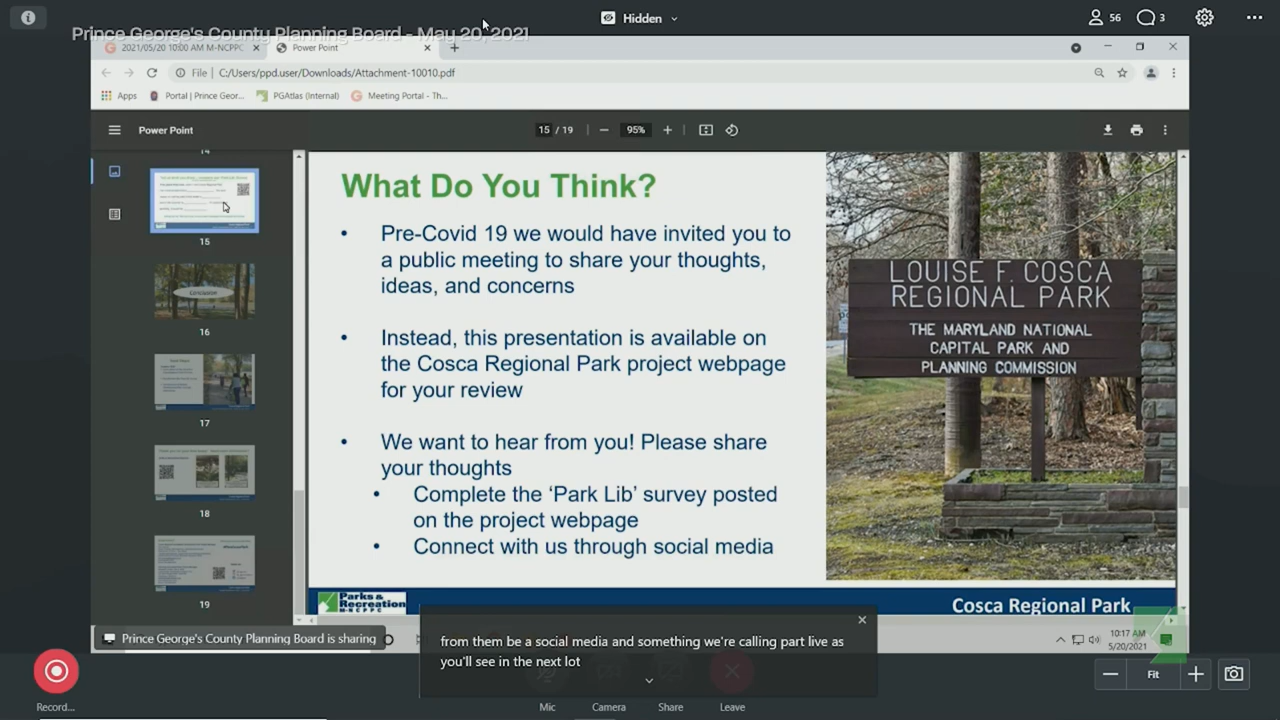 Hidden
56
3
Prince George's County Planning Board - May 20, 2021
2021/05/20 10:00 AM M-NCPPC
Power Point
File
C:/Users/ppd.user/Downloads/Attachment-10010.pdf
Apps
Portal | Prince Geor...
PGAtlas (Internal)
Meeting Portal - Th...
Power Point
15 / 19
95%
14
15
Conclusion
16
17
18
19
What Do You Think?
• Pre-Covid 19 we would have invited you to
a public meeting to share your thoughts,
ideas, and concerns
• Instead, this presentation is available on
the Cosca Regional Park project webpage
for your review
• We want to hear from you! Please share
your thoughts
• Complete the ‘Park Lib’ survey posted
on the project webpage
• Connect with us through social media
LOUISE F. COSCA
REGIONAL PARK
THE MARYLAND NATIONAL
CAPITAL PARK AND
PLANNING COMMISSION
Parks &
Recreation
M-NCPPC
Cosca Regional Park
Prince George's County Planning Board is sharing
from them be a social media and something we're calling part live as
you'll see in the next lot
10:17 AM
5/20/2021
Fit
Record...
Mic
Camera
Share
Leave